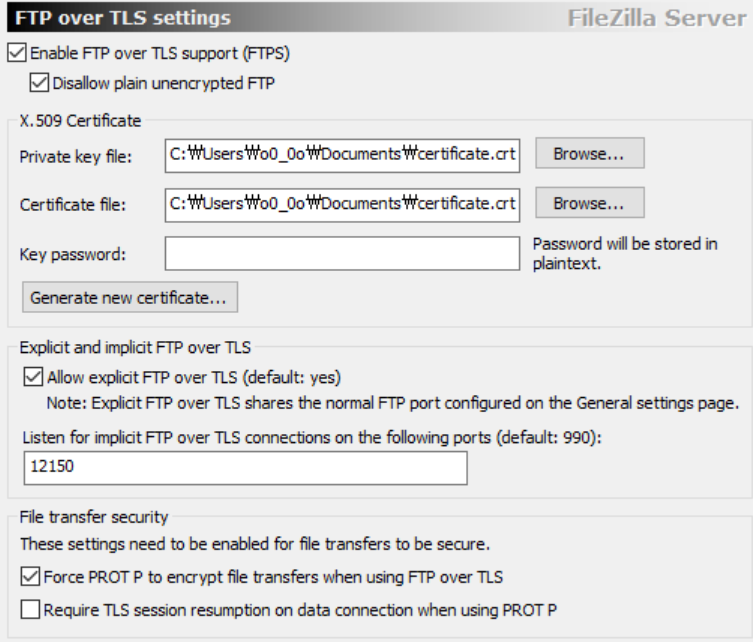 FTP over TLS settings
FileZilla Server
Enable FTP over TLS support (FTPS)
Disallow plain unencrypted FTP
X.509 Certificate
Private key file:
C:₩Users₩o0_0o₩Documents₩certificate.crt
Browse...
Certificate file:
C:₩Users₩o0_0o₩Documents₩certificate.crt
Browse...
Key password:
Password will be stored in
plaintext.
Generate new certificate...
Explicit and implicit FTP over TLS
Allow explicit FTP over TLS (default: yes)
Note: Explicit FTP over TLS shares the normal FTP port configured on the General settings page.
Listen for implicit FTP over TLS connections on the following ports (default: 990):
12150
File transfer security
These settings need to be enabled for file transfers to be secure.
Force PROT P to encrypt file transfers when using FTP over TLS
Require TLS session resumption on data connection when using PROT P